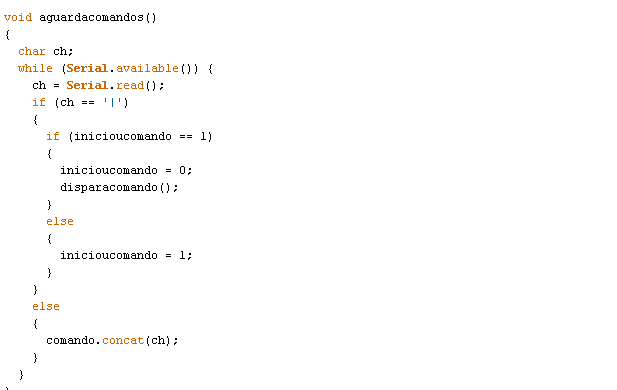 void aguardacomandos()
{
  char ch;
  while (Serial.available()) {
    ch = Serial.read();
    if (ch == '|')
    {
      if (inicioucomando == 1)
      {
        inicioucomando = 0;
        disparacomando();
      }
      else
      {
        inicioucomando = 1;
      }
    }
    else
    {
      comando.concat(ch);
    }
  }
}